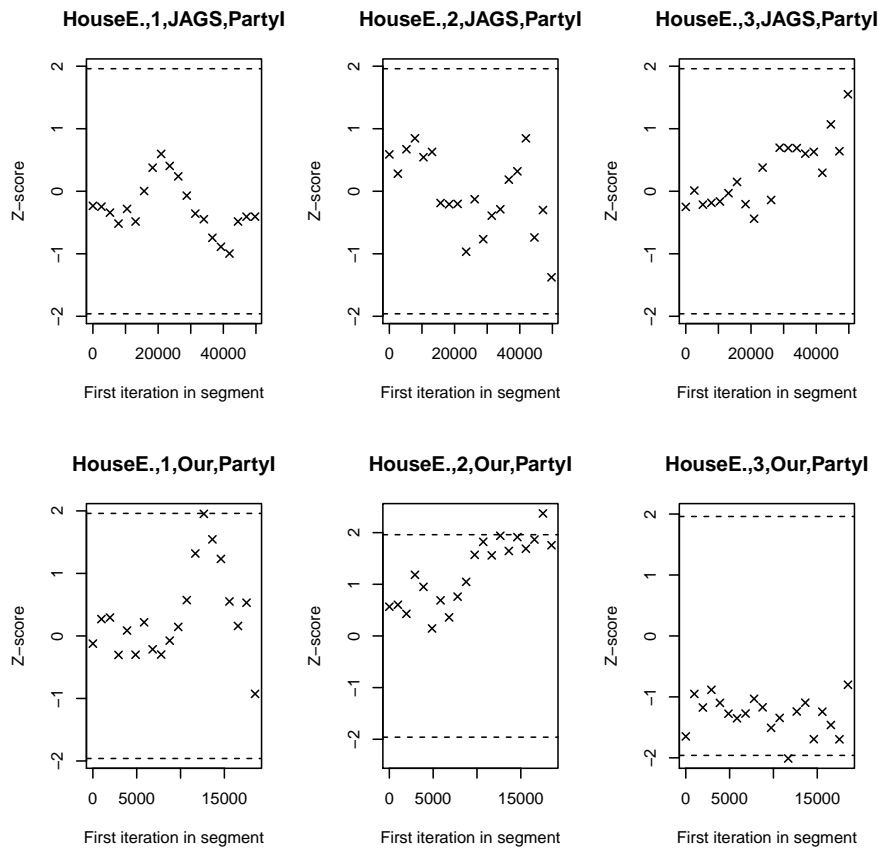 HouseE.,1,JAGS,PartyI
Z−score
2
1
0
−1
−2
0 20000 40000
First iteration in segment
HouseE.,2,JAGS,PartyI
Z−score
2
1
0
−1
−2
0 20000 40000
First iteration in segment
HouseE.,3,JAGS,PartyI
Z−score
2
1
0
−1
−2
0 20000 40000
First iteration in segment
HouseE.,1,Our,PartyI
Z−score
2
1
0
−1
−2
0 5000 15000
First iteration in segment
HouseE.,2,Our,PartyI
Z−score
2
1
0
−1
−2
0 5000 15000
First iteration in segment
HouseE.,3,Our,PartyI
Z−score
2
1
0
−1
−2
0 5000 15000
First iteration in segment